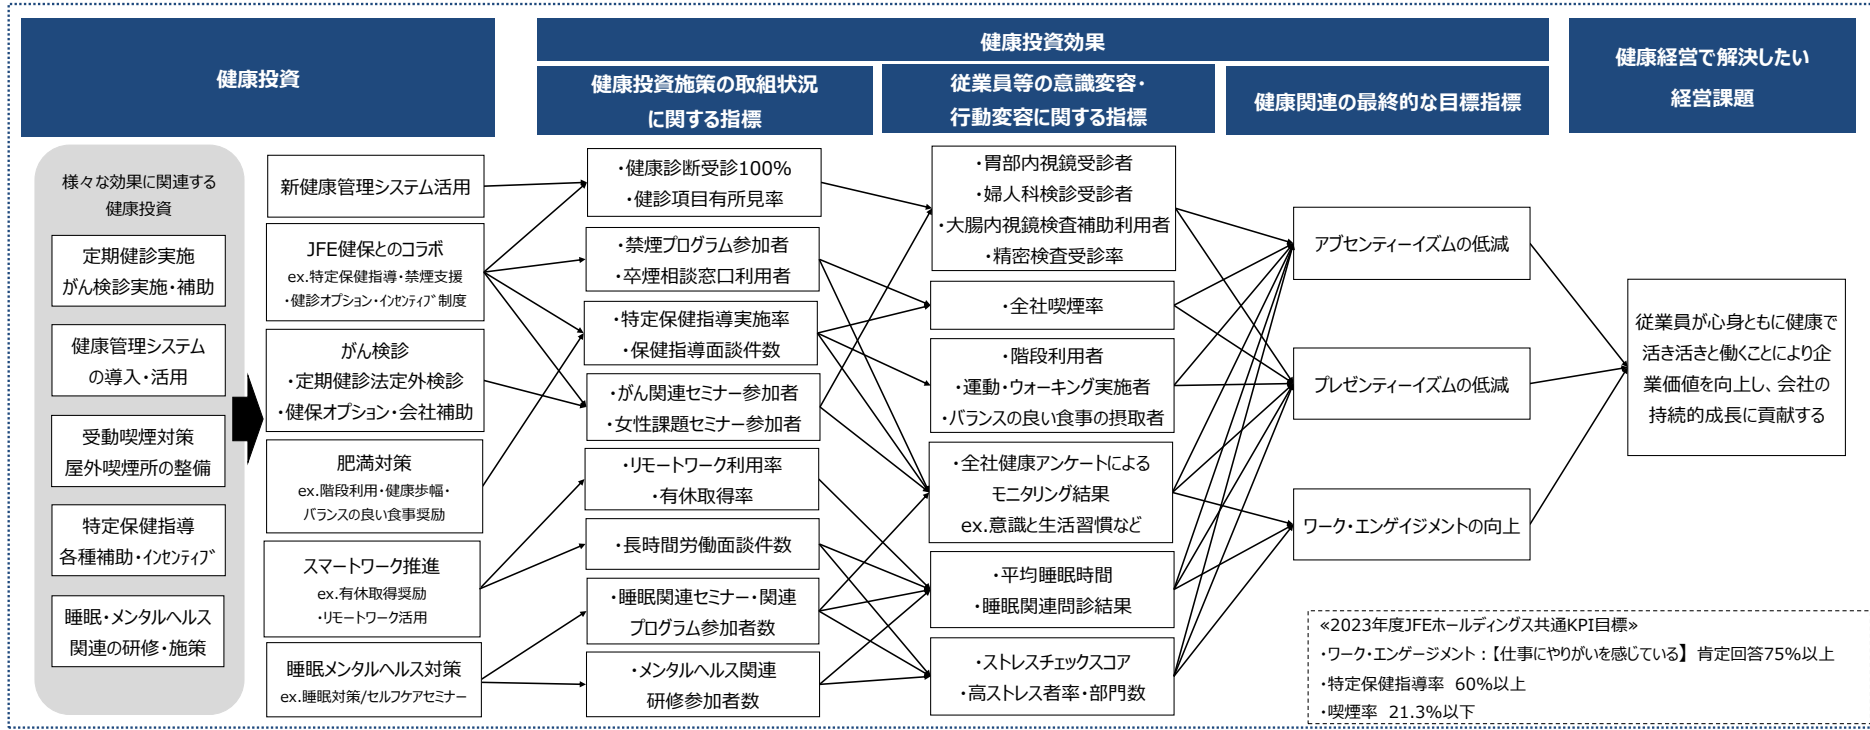 健康投資
健康投資効果
健康投資施策の取組状況
に関する指標
従業員等の意識変容・
行動変容に関する指標
健康関連の最終的な目標指標
健康経営で解決したい
経営課題
様々な効果に関連する
健康投資
定期健診実施
がん検診実施・補助
健康管理システム
の導入・活用
受動喫煙対策
屋外喫煙所の整備
特定保健指導
各種補助・ｲﾝｾﾝﾃｨﾌﾞ
睡眠・メンタルヘルス
関連の研修・施策
新健康管理システム活用
JFE健保とのコラボ
ex.特定保健指導・禁煙支援
・健診オプション・ｲﾝｾﾝﾃｨﾌﾞ制度
がん検診
・定期健診法定外検診
・健保オプション・会社補助
肥満対策
ex.階段利用・健康歩幅・
バランスの良い食事奨励
スマートワーク推進
ex.有休取得奨励
・リモートワーク活用
睡眠メンタルヘルス対策
ex.睡眠対策/セルフケアセミナー
・健康診断受診100%
・健診項目有所見率
・禁煙プログラム参加者
・卒煙相談窓口利用者
・特定保健指導実施率
・保健指導面談件数
・がん関連セミナー参加者
・女性課題セミナー参加者
・リモートワーク利用率
・有休取得率
・長時間労働面談件数
・睡眠関連セミナー・関連
プログラム参加者数
・メンタルヘルス関連
研修参加者数
・胃部内視鏡受診者
・婦人科検診受診者
・大腸内視鏡検査補助利用者
・精密検査受診率
・全社喫煙率
・階段利用者
・運動・ウォーキング実施者
・バランスの良い食事の摂取者
・全社健康アンケートによる
モニタリング結果
ex.意識と生活習慣など
・平均睡眠時間
・睡眠関連問診結果
・ストレスチェックスコア
・高ストレス者率・部門数
アブセンティーイズムの低減
プレゼンティーイズムの低減
ワーク・エンゲイジメントの向上
従業員が心身ともに健康で
活き活きと働くことにより企
業価値を向上し、会社の
持続的成長に貢献する
≪2023年度JFEホールディングス共通KPI目標≫
・ワーク・エンゲージメント：【仕事にやりがいを感じている】 肯定回答75%以上
・特定保健指導率 60%以上
・喫煙率 21.3%以下